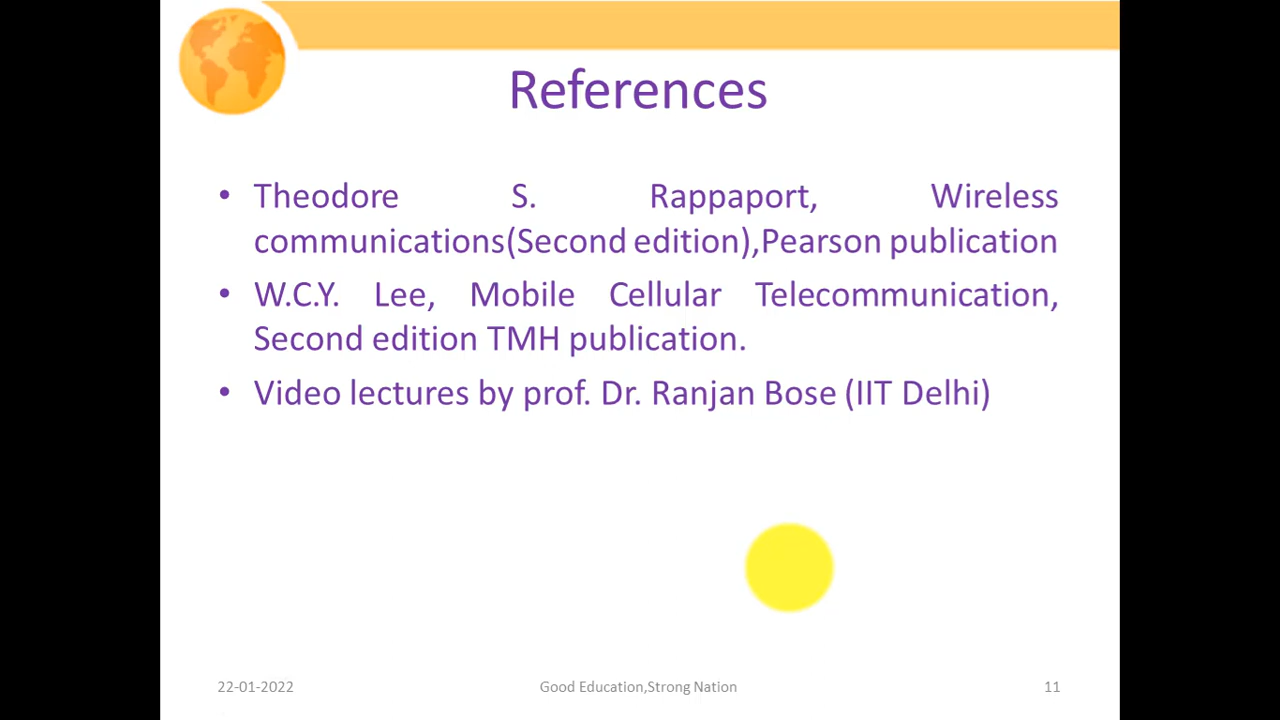 References
• Theodore S. Rappaport, Wireless
communications(Second edition),Pearson publication
• W.C.Y. Lee, Mobile Cellular Telecommunication,
Second edition TMH publication.
• Video lectures by prof. Dr. Ranjan Bose (IIT Delhi)
22-01-2022
Good Education,Strong Nation
11